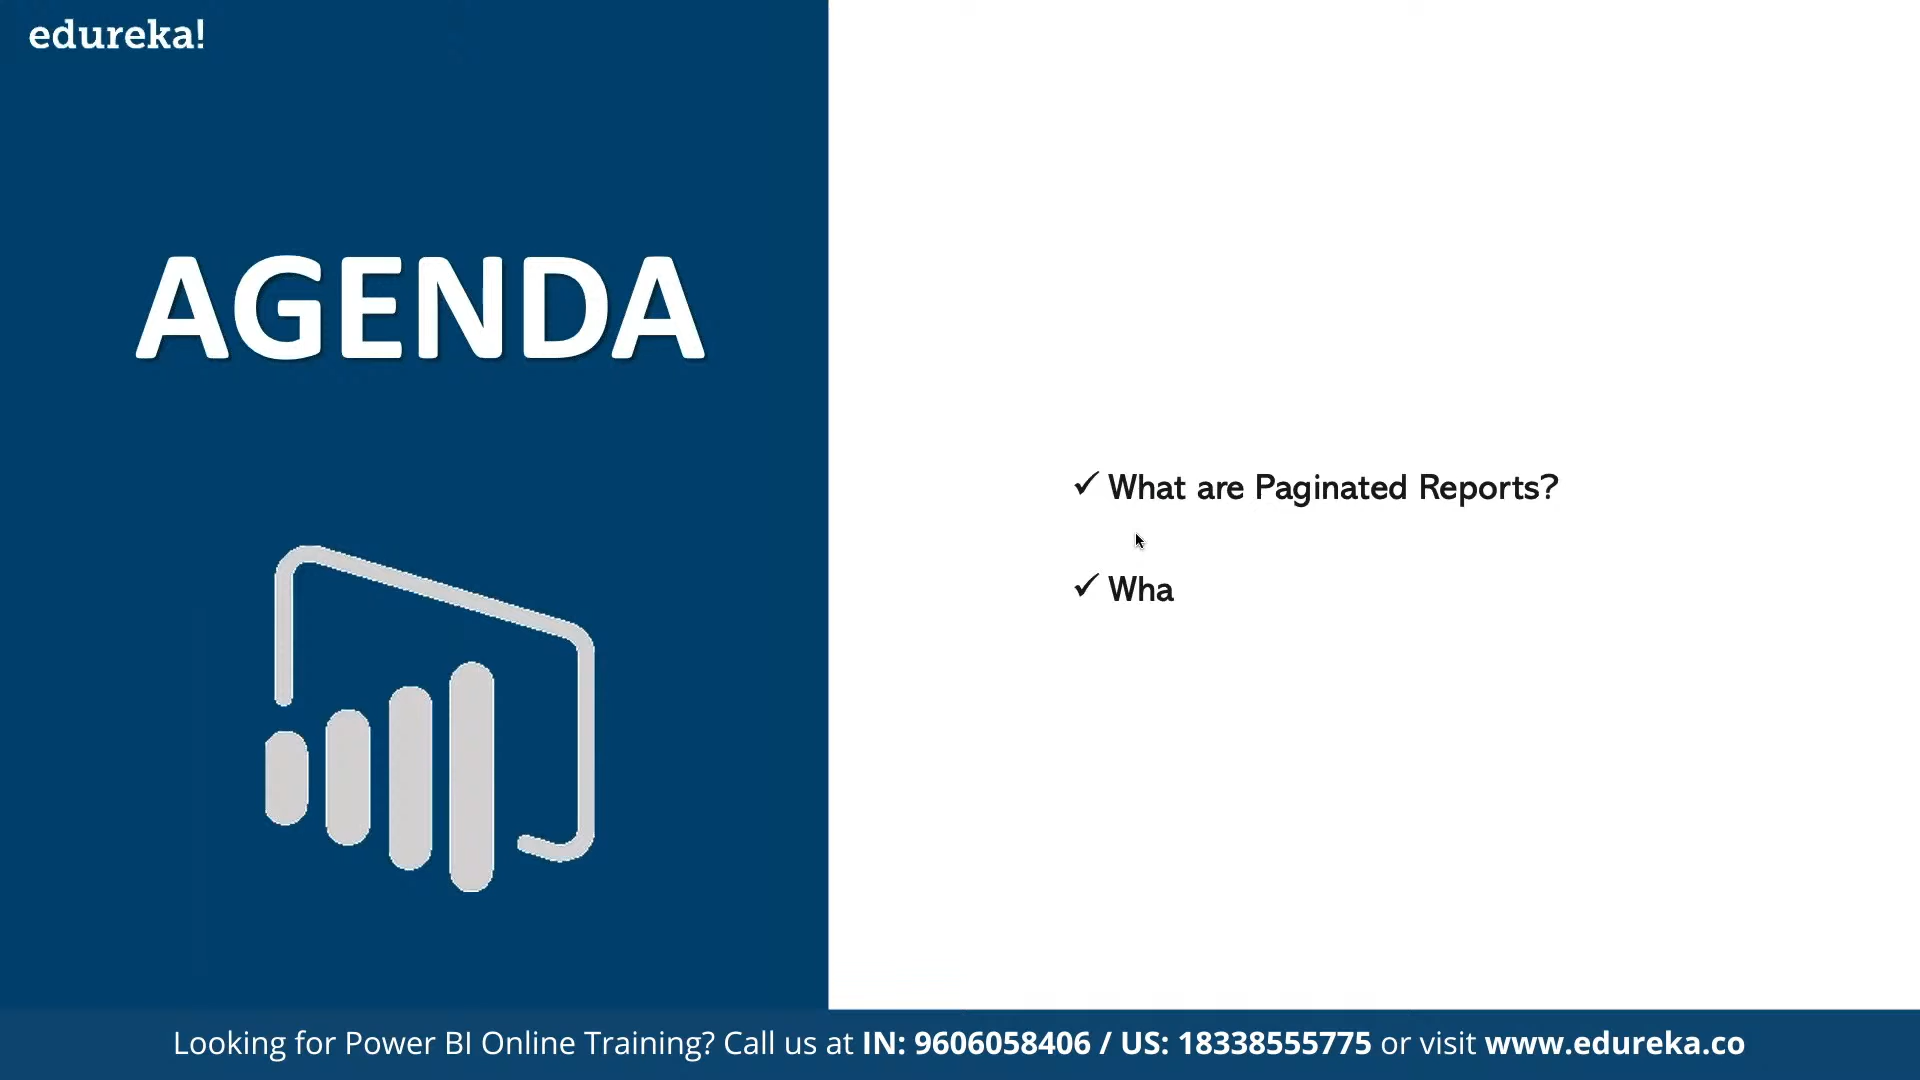 edureka!
AGENDA
✓ What are Paginated Reports?
✓ Wha
Looking for Power BI Online Training? Call us at IN: 9606058406 / US: 18338555775 or visit www.edureka.co